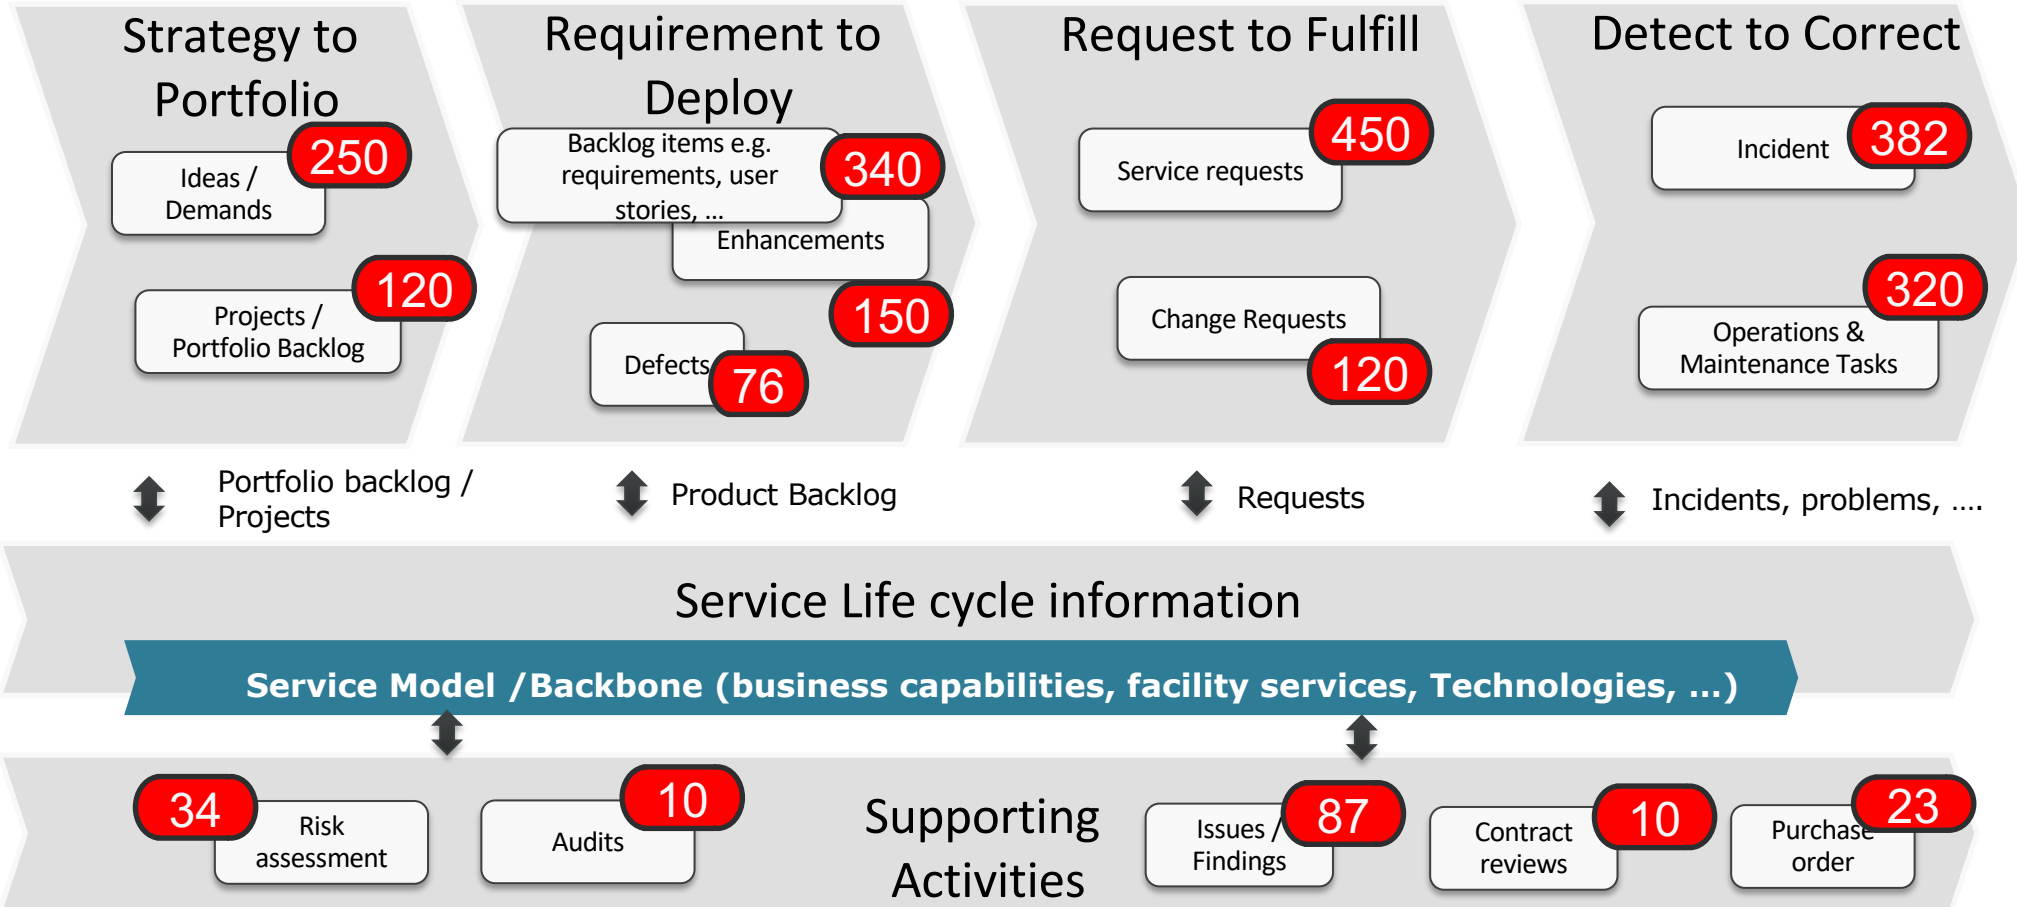 Strategy to
Portfolio
250
Ideas /
Demands
120
Projects /
Portfolio Backlog
Requirement to
Deploy
Backlog items e.g.
requirements, user
stories, ...
340
Enhancements
150
Defects
76
Request to Fulfill
450
Service requests
Change Requests
120
Detect to Correct
Incident
382
320
Operations &
Maintenance Tasks
Portfolio backlog /
Projects
Product Backlog
Requests
Incidents, problems, ....
Service Life cycle information
Service Model /Backbone (business capabilities, facility services, Technologies, ...)
34
Risk
assessment
10
Audits
Supporting
Activities
87
Issues /
Findings
10
Contract
reviews
23
Purchase
order